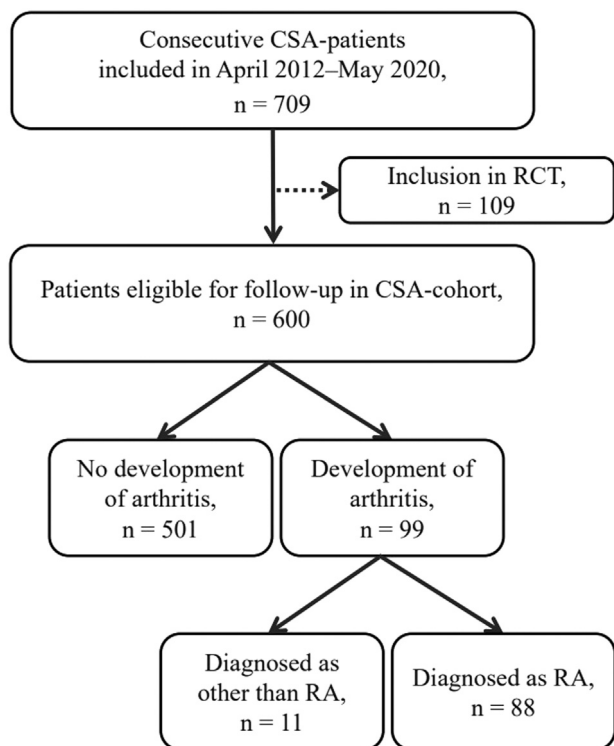 Consecutive CSA-patients
included in April 2012–May 2020,
n = 709
Inclusion in RCT,
n = 109
Patients eligible for follow-up in CSA-cohort,
n = 600
No development
of arthritis,
n = 501
Development of
arthritis,
n = 99
Diagnosed as
other than RA,
n = 11
Diagnosed as RA,
n = 88